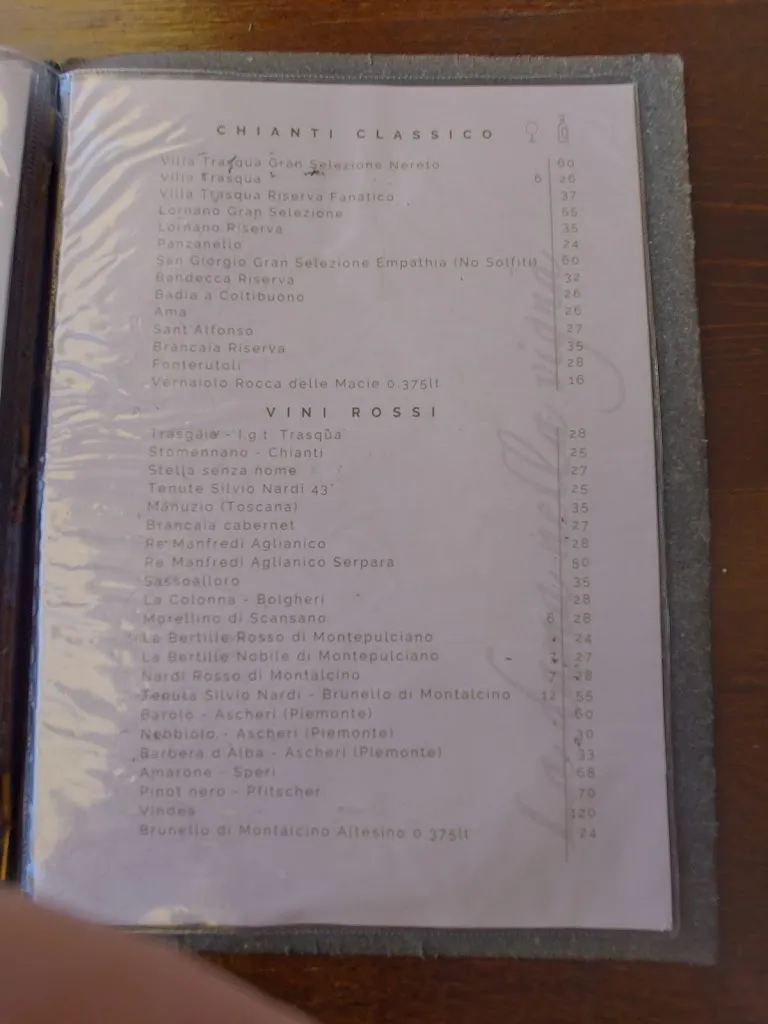 CHIANTI CLASSICO
Villa Trasqua Gran Selezione Nerento 60
Villa Trasqua 6 26
Villa Trasqua Riserva Fanatico 37
Lornano Gran Selezione 55
Lornano Riserva 35
Panzanello 24
San Giorgio Gran Selezione Empathia (No Solfiti) 60
Bandecca Riserva 32
Badia a Coltibuono 26
Ama 26
Sant'Alfonso 27
Brancaia Riserva 35
Fonterutoli 28
Vernaiolo Rocca delle Macie 0.375lt 16
VINI ROSSI
Trasgaia - I.g.t. Trasqua 28
Stomennano - Chianti 25
Stella senza nome 27
Tenute Silvio Nardi 43° 25
Manuzio (Toscana) 35
Brancaia cabernet 27
Re Manfredi Aglianico 28
Re Manfredi Aglianico Serpara 50
Sassoalloro 35
La Colonna - Bolgheri 28
Morellino di Scansano 6 28
La Bertille Rosso di Montepulciano 24
La Bertille Nobile di Montepulciano 7 27
Nardi Rosso di Montalcino 7 28
Tenuta Silvio Nardi - Brunello di Montalcino 12 55
Barolo - Ascheri (Piemonte) 60
Nebbiolo - Ascheri (Piemonte) 30
Barbera d'Alba - Ascheri (Piemonte) 33
Amarone - Speri 68
Pinot nero - Pfitscher 70
Vindea 120
Brunello di Montalcino Altesino 0.375lt 24